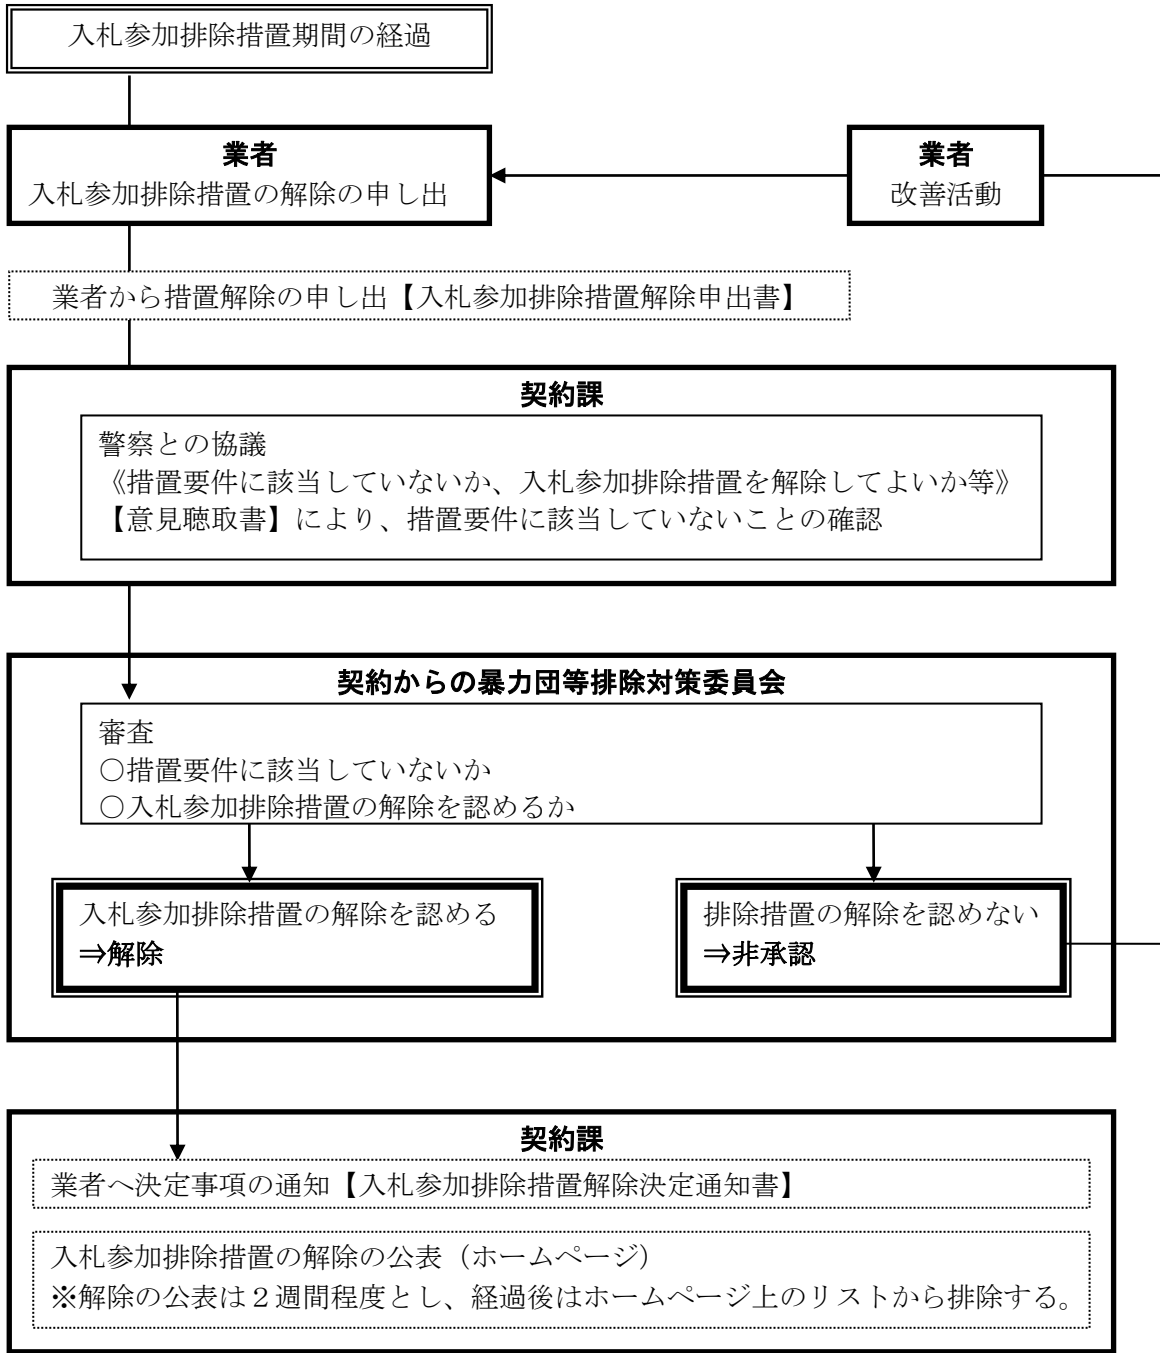 入札参加排除措置期間の経過
業者
入札参加排除措置の解除の申し出
業者
改善活動
業者から措置解除の申し出【入札参加排除措置解除申出書】
契約課
警察との協議
《措置要件に該当していないか、入札参加排除措置を解除してよいか等》
【意見聴取書】により、措置要件に該当していないことの確認
契約からの暴力団等排除対策委員会
審査
○措置要件に該当していないか
○入札参加排除措置の解除を認めるか
入札参加排除措置の解除を認める
⇒解除
排除措置の解除を認めない
⇒非承認
契約課
業者へ決定事項の通知【入札参加排除措置解除決定通知書】
入札参加排除措置の解除の公表（ホームページ）
※解除の公表は２週間程度とし、経過後はホームページ上のリストから排除する。